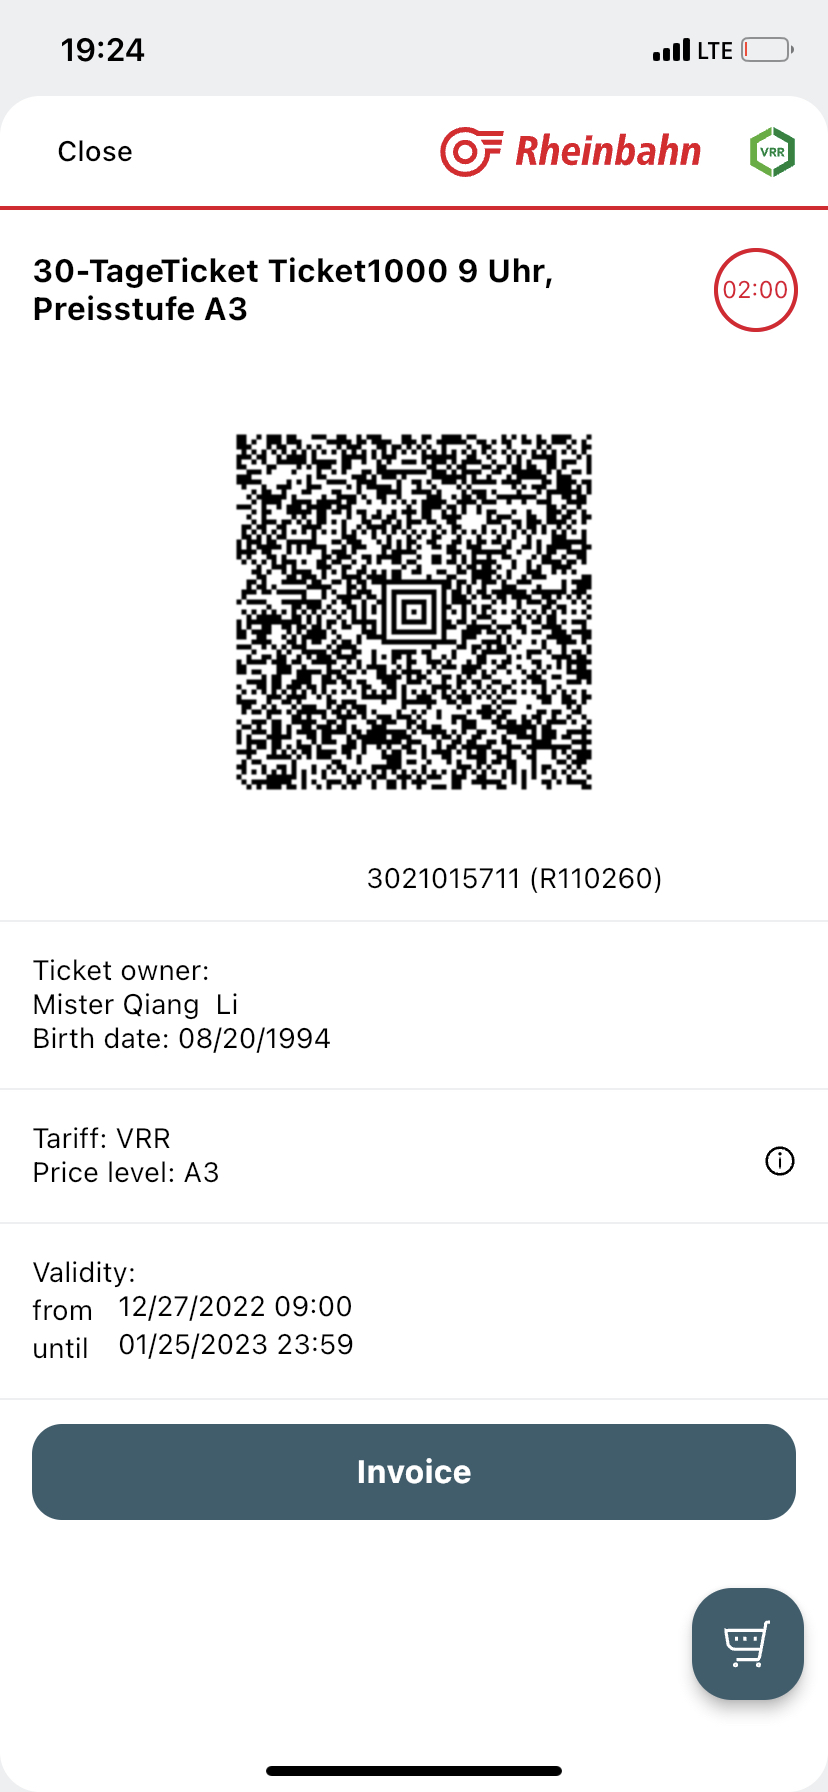 19:24
LTE
Close
Rheinbahn
VRR
30-TageTicket Ticket1000 9 Uhr,
Preisstufe A3
02:00
3021015711 (R110260)
Ticket owner:
Mister Qiang  Li
Birth date: 08/20/1994
Tariff: VRR
Price level: A3
Validity:
from 12/27/2022 09:00
until 01/25/2023 23:59
Invoice